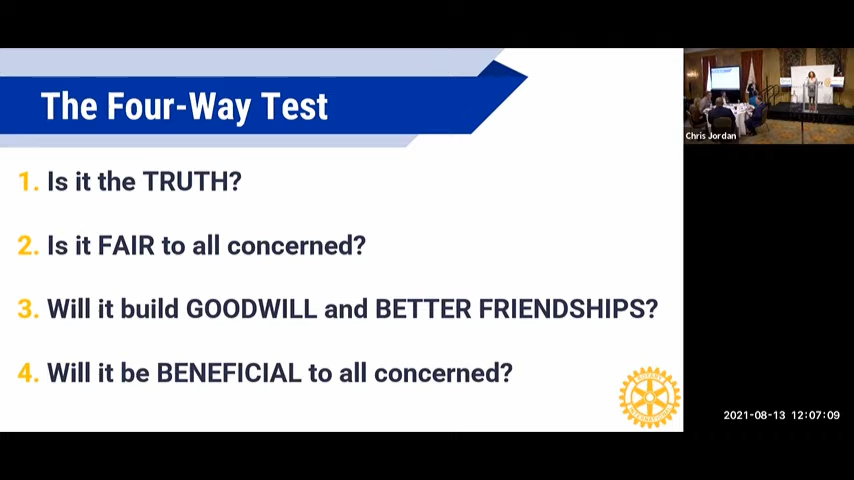 The Four-Way Test
1. Is it the TRUTH?
2. Is it FAIR to all concerned?
3. Will it build GOODWILL and BETTER FRIENDSHIPS?
4. Will it be BENEFICIAL to all concerned?
Chris Jordan
2021-08-13 12:07:09